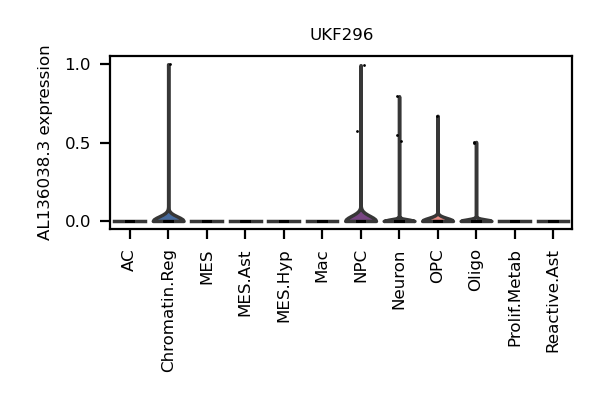 UKF296
AL136038.3 expression
1.0
0.5
0.0
AC
Chromatin.Reg
MES
MES.Ast
MES.Hyp
Mac
NPC
Neuron
OPC
Oligo
Prolif.Metab
Reactive.Ast